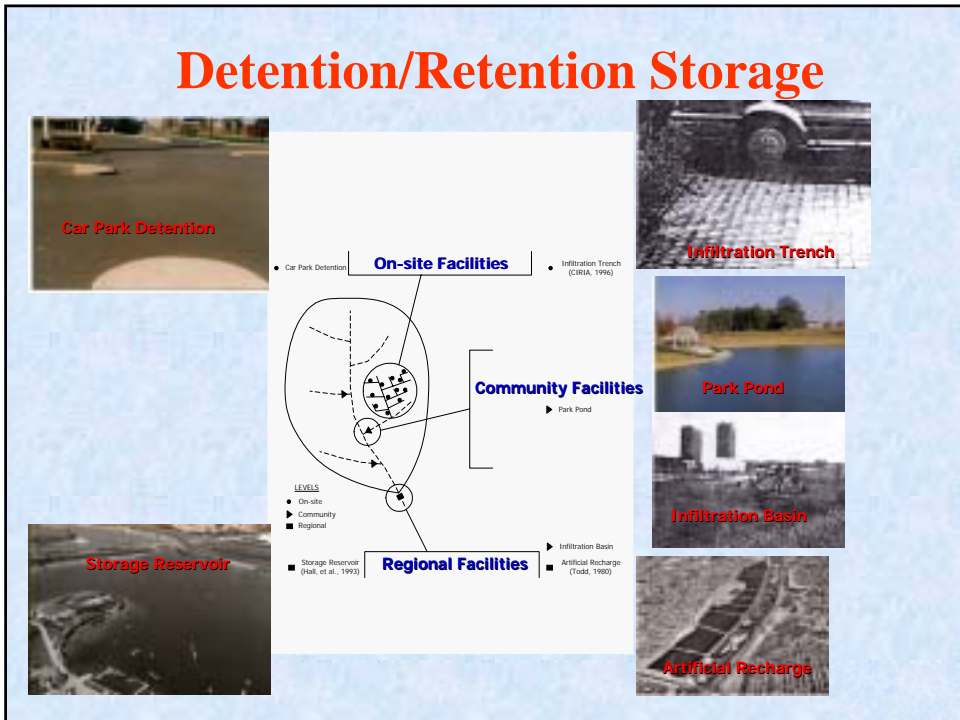 Detention/Retention Storage
Car Park Detention
Infiltration Trench
Car Park Detention
On-site Facilities
Infiltration Trench
(CIRIA, 1996)
Community Facilities
Park Pond
Park Pond
Infiltration Basin
LEVELS
On-site
Community
Regional
Storage Reservoir
Storage Reservoir
(Hall, et al., 1993)
Regional Facilities
Infiltration Basin
Artificial Recharge
(Todd, 1980)
Artificial Recharge